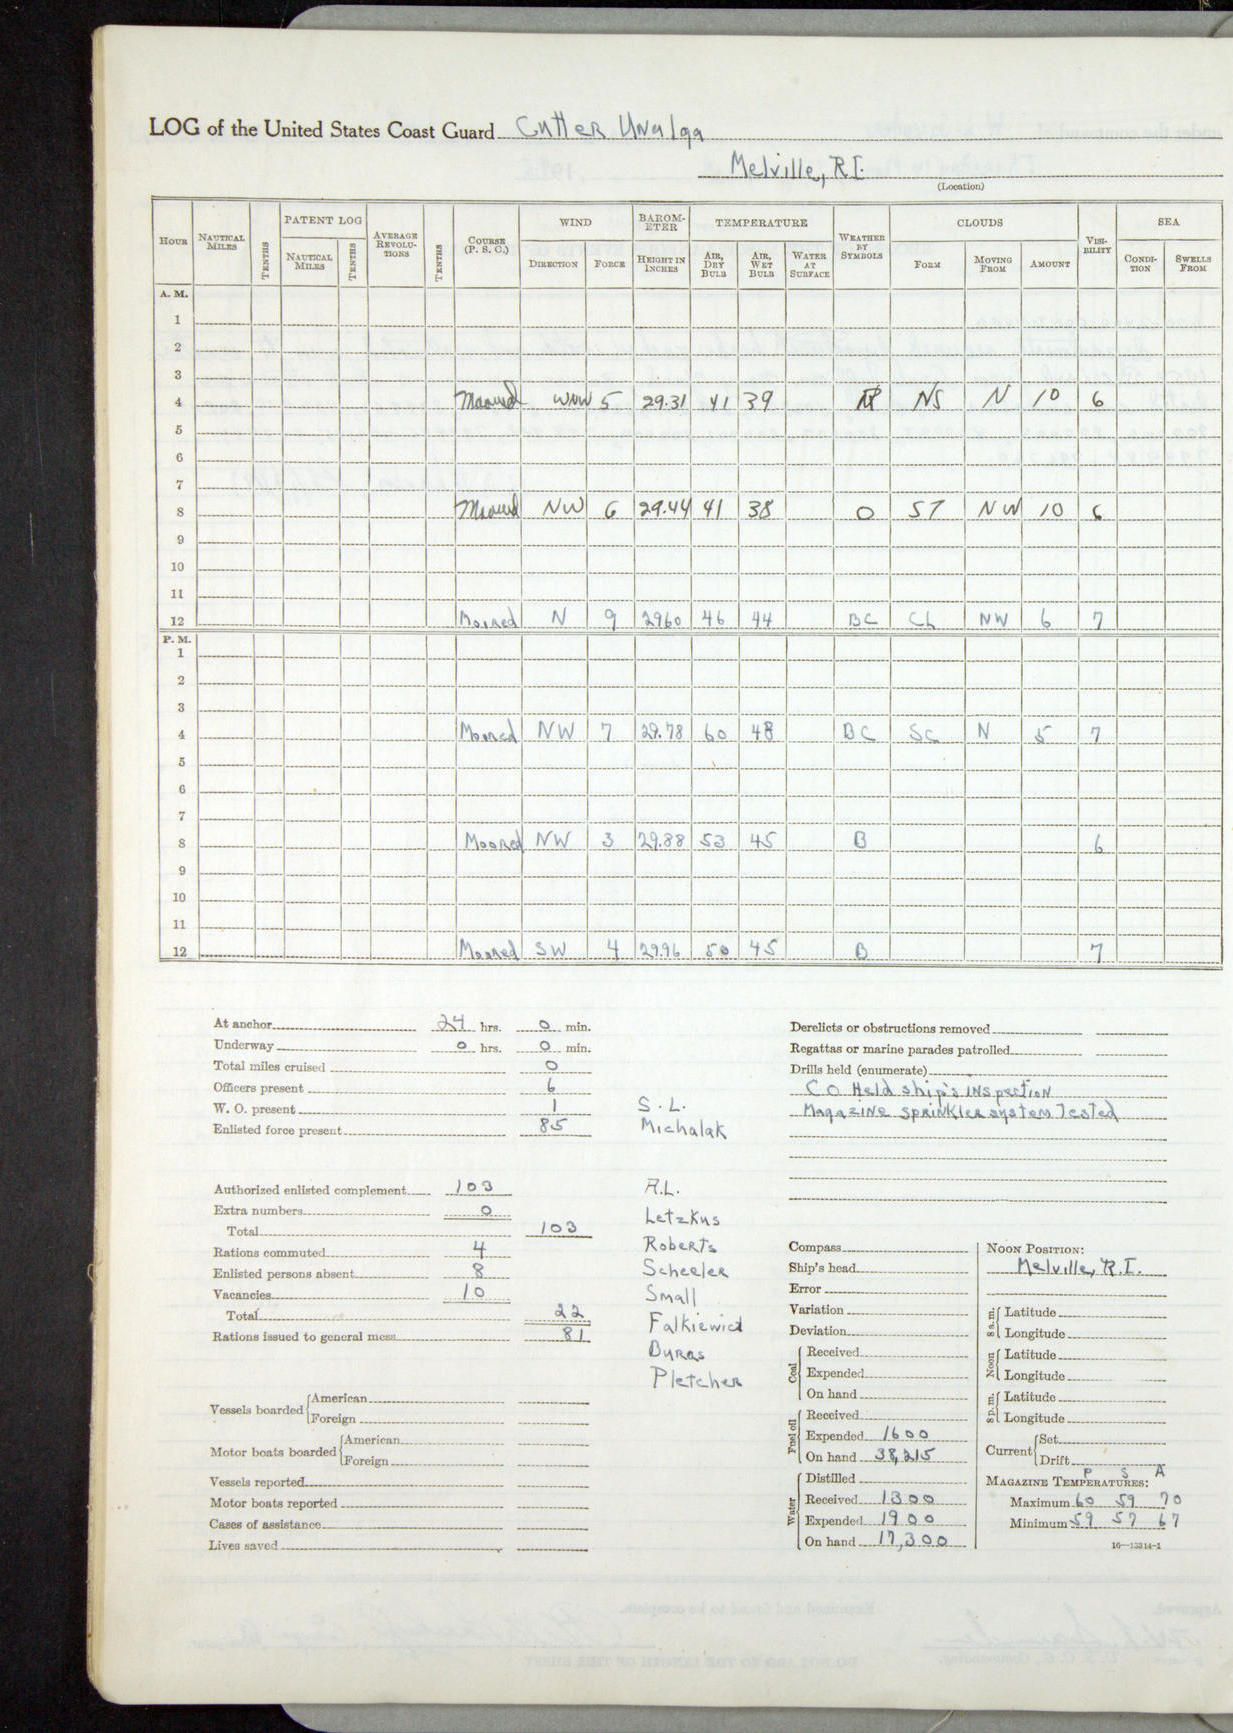 LOG of the United States Coast Guard Cutter Unalga
Melville, R.I.
(Location)
HOUR NAUTICAL MILES TENTHS PATENT LOG NAUTICAL MILES TENTHS AVERAGE REVOLU-TIONS TENTHS COURSE (P. S. C.) WIND DIRECTION FORCE BAROM-ETER HEIGHT IN INCHES TEMPERATURE AIR, DRY BULB AIR, WET BULB WATER AT SURFACE WEATHER BY SYMBOLS CLOUDS FORM MOVING FROM AMOUNT VISI-BILITY SEA CONDI-TION SWELLS FROM
A. M.
1
2
3
4 Moored WNW 5 29.31 41 39 NS N 10 6
5
6
7
8 Moored NW 6 29.44 41 38 O ST NW 10 6
9
10
11
12 Moored N 9 2960 46 44 BC Ch NW 6 7
P. M.
1
2
3
4 Moored NW 7 29.78 60 48 BC SC N 5 7
5
6
7
8 Moored NW 3 29.88 53 45 B 6
9
10
11
12 Moored SW 4 29.96 50 45 B 7
At anchor 24 hrs. 0 min.
Underway 0 hrs. 0 min.
Total miles cruised 0
Officers present 6
W. O. present 1
Enlisted force present 85
S. L.
Michalak
Authorized enlisted complement 103
Extra numbers 0
Total 103
Rations commuted 4
Enlisted persons absent 8
Vacancies 10
Total 22
Rations issued to general mess 81
A.L.
Letzkus
Roberts
Scheeler
Small
Falkiewicz
Byras
Pletcher
Vessels boarded American
Foreign
Motor boats boarded American
Foreign
Vessels reported
Motor boats reported
Cases of assistance
Lives saved
Derelicts or obstructions removed
Regattas or marine parades patrolled
Drills held (enumerate)
CO Held ship's inspection
Magazine sprinkler system Tested
Compass
Ship's head
Error
Variation
Deviation
Coal Received
Expended
On hand
Fuel oil Received
Expended 1600
On hand 38,215
Water Distilled
Received 1300
Expended 1900
On hand 17,300
NOON POSITION:
Melville, R.I.
8 a.m. Latitude
Longitude
Noon Latitude
Longitude
8 p.m. Latitude
Longitude
Current Set
Drift
P S A
MAGAZINE TEMPERATURES:
Maximum 60 59 70
Minimum 59 57 67
16—13314-1